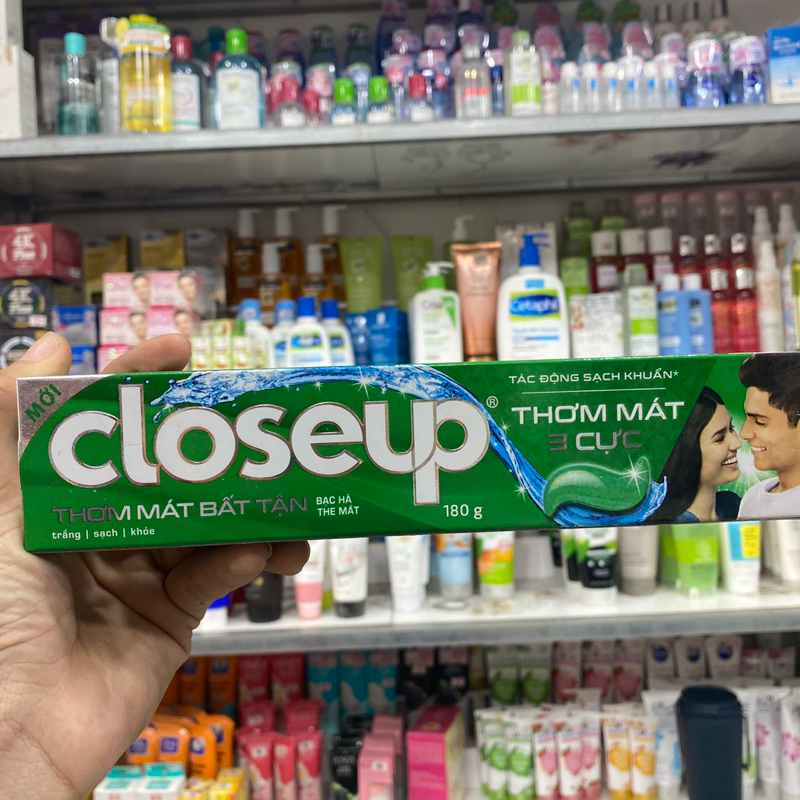 MỚI
closeup®
THƠM MÁT BẤT TẬN
BẠC HÀ
THE MÁT
trắng | sạch | khỏe
180 g
TÁC ĐỘNG SẠCH KHUẨN*
THƠM MÁT
3 CỰC
Cetaphil